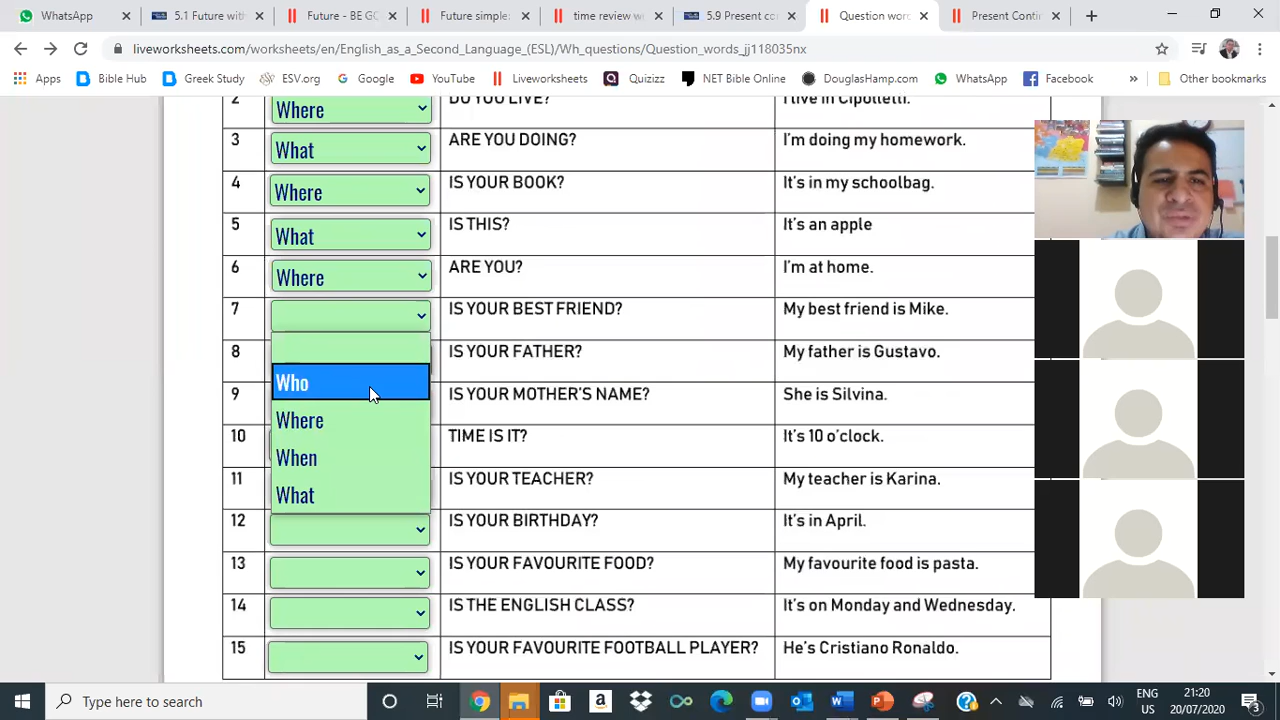 WhatsApp
5.1 Future with
Future - BE GO
Future simple:
time review wo
5.9 Present con
Question word
Present Contin
liveworksheets.com/worksheets/en/English_as_a_Second_Language_(ESL)/Wh_questions/Question_words_jj118035nx
Apps
Bible Hub
Greek Study
ESV.org
Google
YouTube
Liveworksheets
Quizizz
NET Bible Online
DouglasHamp.com
WhatsApp
Facebook
»
Other bookmarks
2 Where DO YOU LIVE? I live in Cipolletti.
3 What ARE YOU DOING? I'm doing my homework.
4 Where IS YOUR BOOK? It's in my schoolbag.
5 What IS THIS? It's an apple
6 Where ARE YOU? I'm at home.
7 IS YOUR BEST FRIEND? My best friend is Mike.
8 IS YOUR FATHER? My father is Gustavo.
Who
9 IS YOUR MOTHER'S NAME? She is Silvina.
Where
10 TIME IS IT? It's 10 o'clock.
When
11 IS YOUR TEACHER? My teacher is Karina.
What
12 IS YOUR BIRTHDAY? It's in April.
13 IS YOUR FAVOURITE FOOD? My favourite food is pasta.
14 IS THE ENGLISH CLASS? It's on Monday and Wednesday.
15 IS YOUR FAVOURITE FOOTBALL PLAYER? He's Cristiano Ronaldo.
Type here to search
ENG
US
21:20
20/07/2020
3